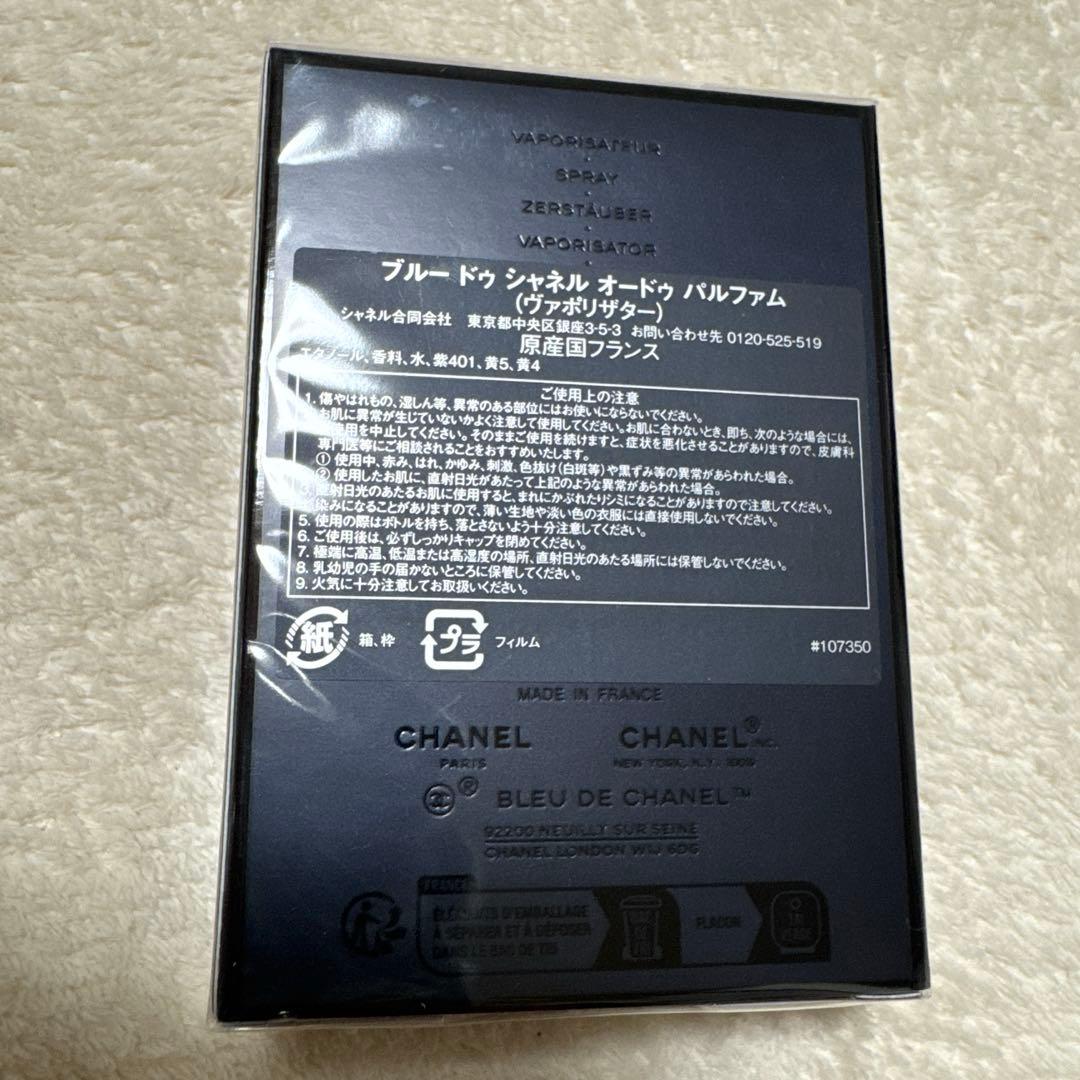 VAPORISATEUR
SPRAY
ZERSTÄUBER
VAPORISATOR
ブルー ドゥ シャネル オードゥ パルファム
(ヴァポリザター)
シャネル合同会社 東京都中央区銀座3-5-3 お問い合わせ先 0120-525-519
原産国フランス
エタノール、香料、水、紫401、黄5、黄4
ご使用上の注意
1. 傷やはれもの、湿しん等、異常のある部位にはお使いにならないでください。
お肌に異常が生じていないかよく注意して使用してください。お肌に合わないとき、即ち、次のような場合には、
使用を中止してください。そのままご使用を続けますと、症状を悪化させることがありますので、皮膚科
専門医等にご相談されることをおすすめいたします。
① 使用中、赤み、はれ、かゆみ、刺激、色抜け(白斑等)や黒ずみ等の異常があらわれた場合。
② 使用したお肌に、直射日光があたって上記のような異常があらわれた場合。
3. 直射日光のあたるお肌に使用すると、まれにかぶれたりシミになることがありますので注意してください。
染みになることがありますので、薄い生地や淡い色の衣服には直接使用しないでください。
5. 使用の際はボトルを持ち、落とさないよう十分注意してください。
6. ご使用後は、必ずしっかりキャップを閉めてください。
7. 極端に高温、低温または高湿度の場所、直射日光のあたる場所には保管しないでください。
8. 乳幼児の手の届かないところに保管してください。
9. 火気に十分注意してお取扱いください。
紙 箱、枠 プラ フィルム #107350
MADE IN FRANCE
CHANEL CHANEL® INC.
PARIS NEW YORK, N.Y. 10019
® BLEU DE CHANEL™
92200 NEUILLY SUR SEINE
CHANEL LONDON W1J 6DG
FRANCE
ÉLÉMENTS D'EMBALLAGE
À SÉPARER ET À DÉPOSER
DANS LE BAC DE TRI
FLACON